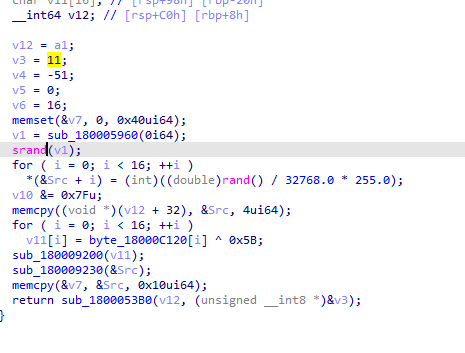 char v11[16]; // [rsp+98h] [rbp-20h]
__int64 v12; // [rsp+C0h] [rbp+8h]
v12 = a1;
v3 = 11;
v4 = -51;
v5 = 0;
v6 = 16;
memset(&v7, 0, 0x40ui64);
v1 = sub_180005960(0i64);
srand(v1);
for ( i = 0; i < 16; ++i )
*(&Src + i) = (int)((double)rand() / 32768.0 * 255.0);
v10 &= 0x7Fu;
memcpy((void *)(v12 + 32), &Src, 4ui64);
for ( i = 0; i < 16; ++i )
v11[i] = byte_18000C120[i] ^ 0x5B;
sub_180009200(v11);
sub_180009230(&Src);
memcpy(&v7, &Src, 0x10ui64);
return sub_1800053B0(v12, (unsigned __int8 *)&v3);
}